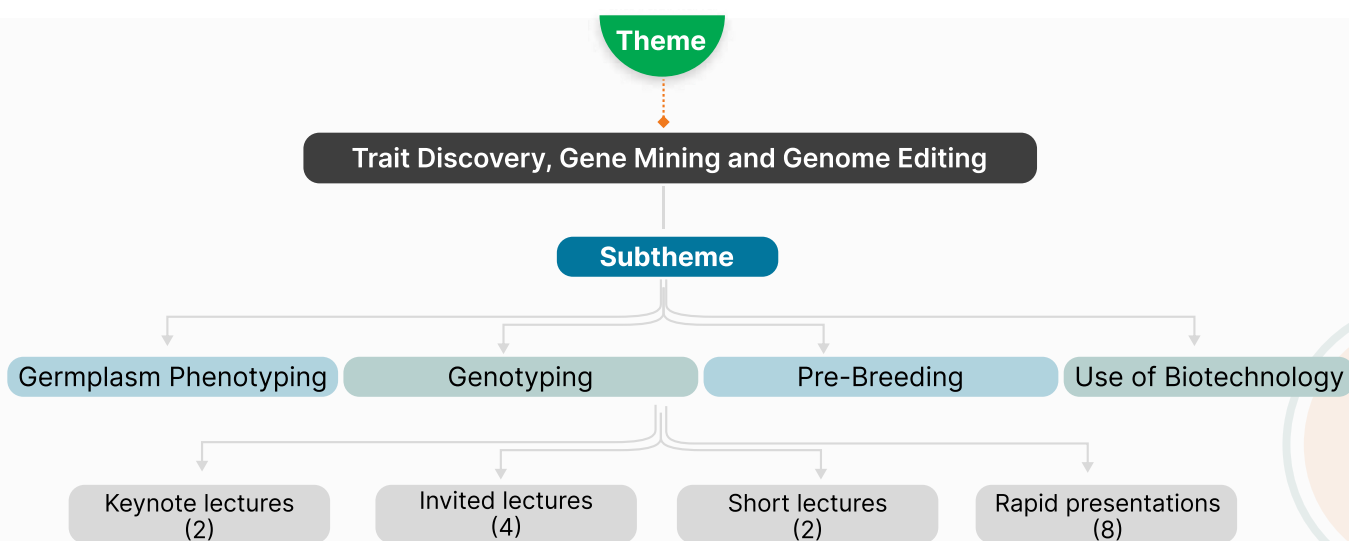 Theme
Trait Discovery, Gene Mining and Genome Editing
Subtheme
Germplasm Phenotyping
Genotyping
Pre-Breeding
Use of Biotechnology
Keynote lectures
(2)
Invited lectures
(4)
Short lectures
(2)
Rapid presentations
(8)